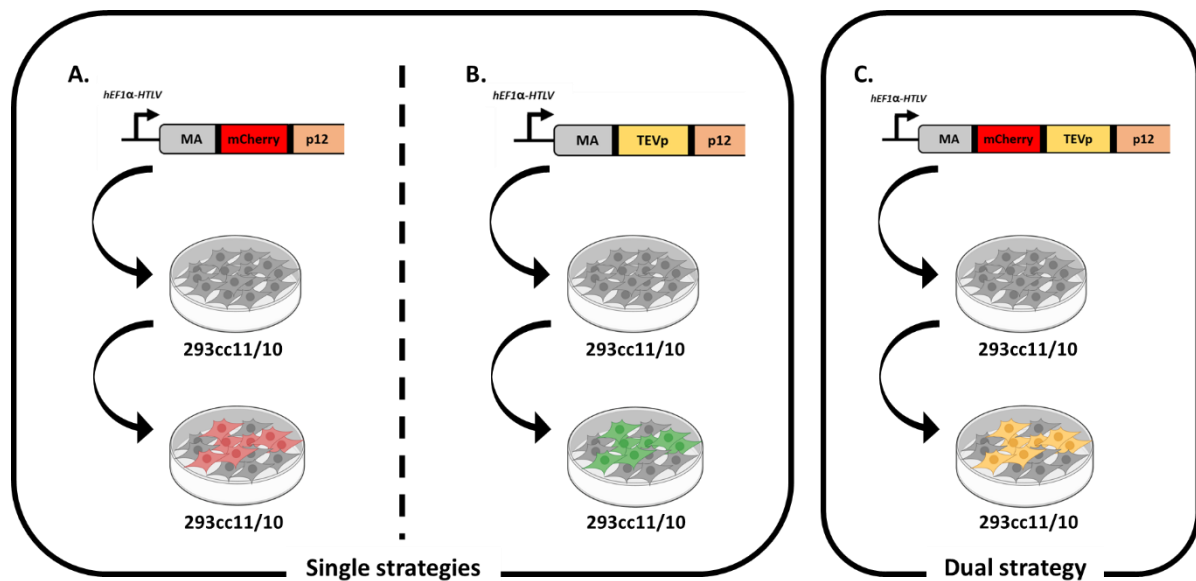 A.
hEF1α-HTLV
MA mCherry p12
293cc11/10
293cc11/10
B.
hEF1α-HTLV
MA TEVp p12
293cc11/10
293cc11/10
Single strategies
C.
hEF1α-HTLV
MA mCherry TEVp p12
293cc11/10
293cc11/10
Dual strategy